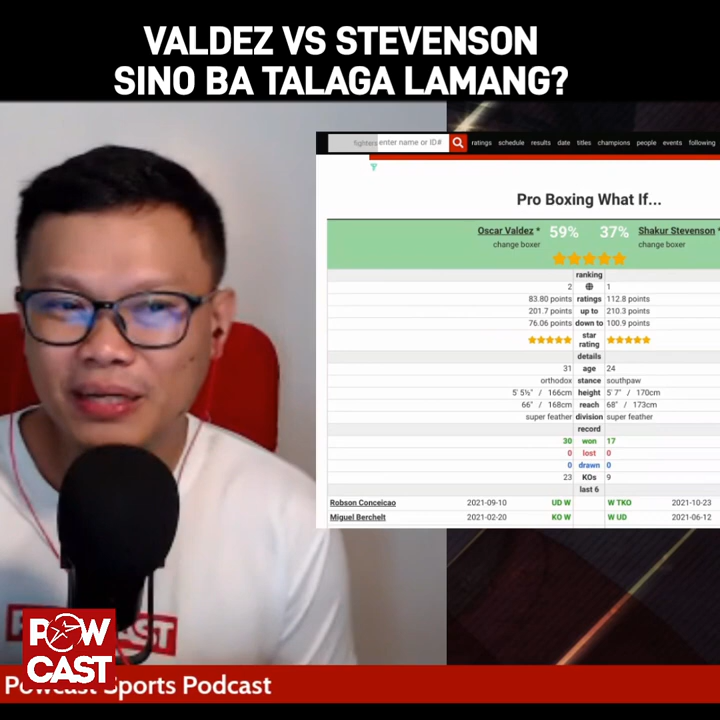 VALDEZ VS STEVENSON
SINO BA TALAGA LAMANG?
fighters enter name or ID# ratings schedule results date titles champions people events following
Pro Boxing What If...
Oscar Valdez * 59% 37% Shakur Stevenson *
change boxer change boxer
ranking
2 1
83.80 points ratings 112.8 points
201.7 points up to 210.3 points
76.06 points down to 100.9 points
star
rating
details
31 age 24
orthodox stance southpaw
5' 5½" / 166cm height 5' 7" / 170cm
66" / 168cm reach 68" / 173cm
super feather division super feather
record
30 won 17
0 lost 0
0 drawn 0
23 KOs 9
last 6
Robson Conceicao 2021-09-10 UD W W TKO 2021-10-23
Miguel Berchelt 2021-02-20 KO W W UD 2021-06-12
POWCAST
POW
CAST
Powcast Sports Podcast